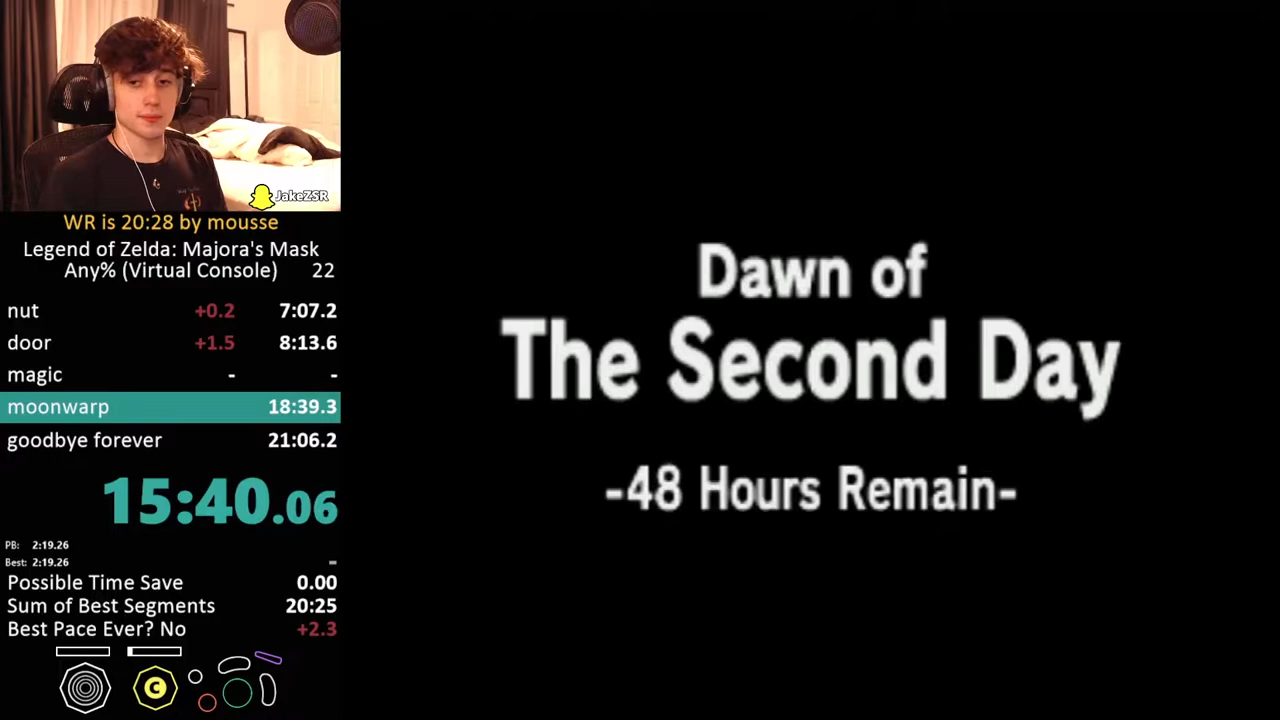 JakeZSR
WR is 20:28 by mousse
Legend of Zelda: Majora's Mask
Any% (Virtual Console) 22
nut +0.2 7:07.2
door +1.5 8:13.6
magic - -
moonwarp 18:39.3
goodbye forever 21:06.2
15:40.06
PB: 2:19.26
Best: 2:19.26 -
Possible Time Save 0.00
Sum of Best Segments 20:25
Best Pace Ever? No +2.3
C
Dawn of
The Second Day
-48 Hours Remain-